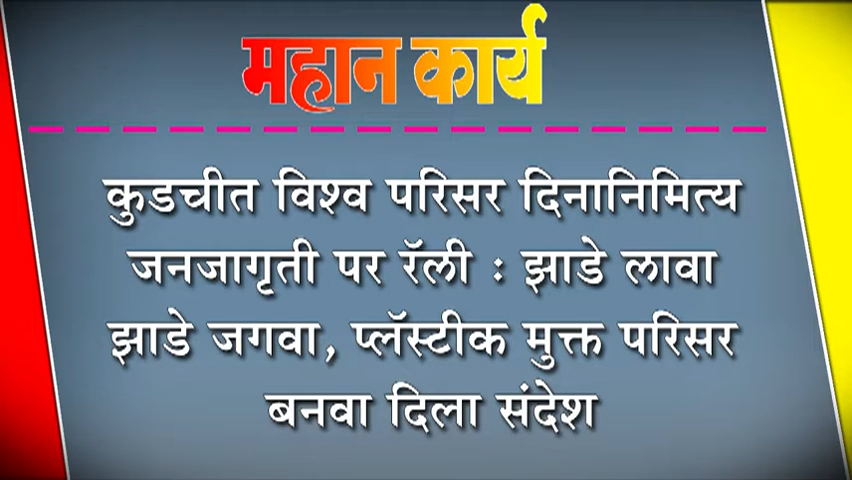 महान कार्य
कुडचीत विश्व परिसर दिनानिमित्य
जनजागृती पर रॅली : झाडे लावा
झाडे जगवा, प्लॅस्टीक मुक्त परिसर
बनवा दिला संदेश